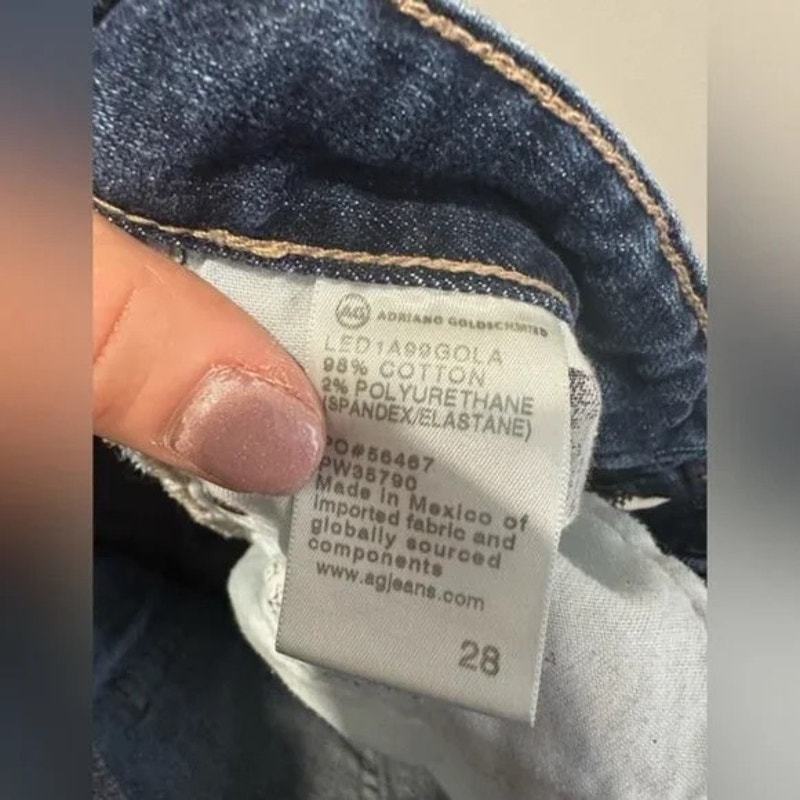 AG ADRIANO GOLDSCHMIED
LED1A99GOLA
98% COTTON
2% POLYURETHANE
(SPANDEX/ELASTANE)
PO#56467
PW35790
Made in Mexico of
imported fabric and
globally sourced
components
www.agjeans.com
28